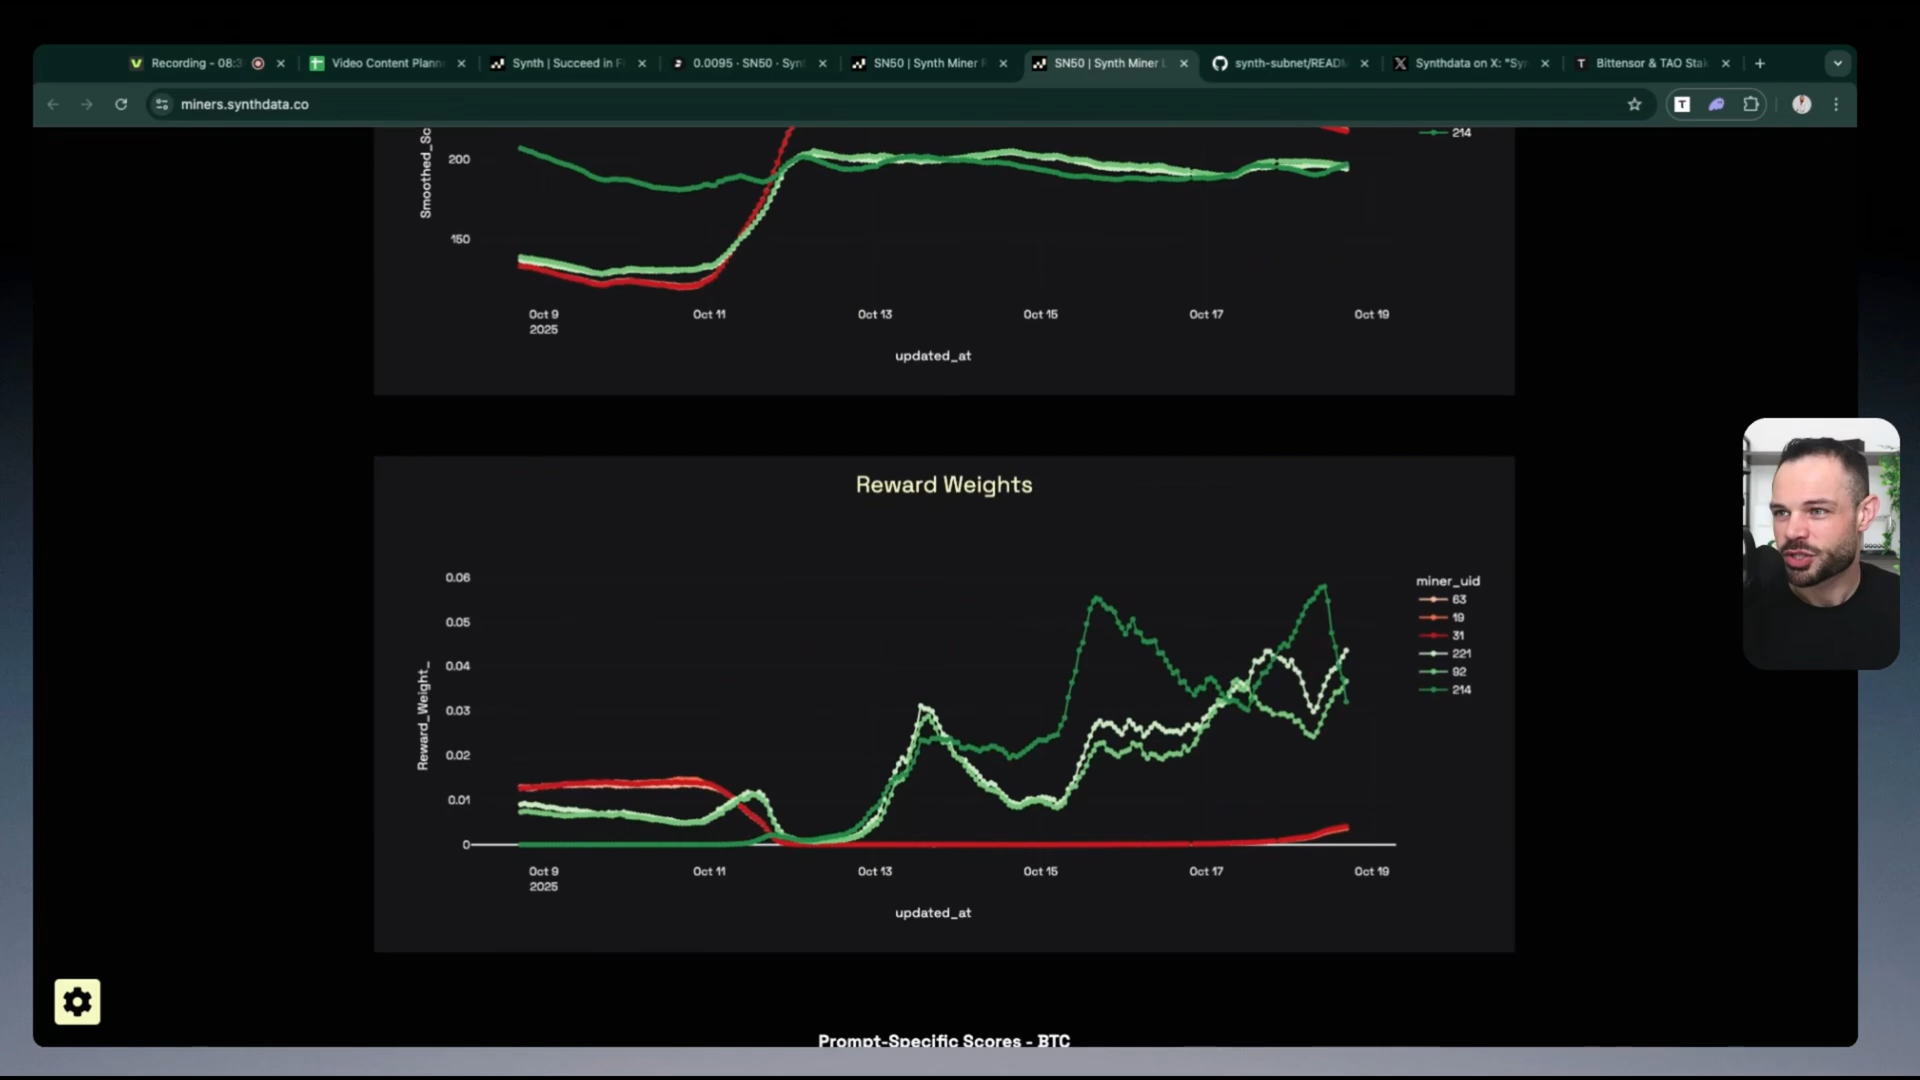 Recording - 08:3
Video Content Plann
Synth | Succeed in F
0.0095 · SN50 · Syn
SN50 | Synth Miner
SN50 | Synth Miner L
synth-subnet/READ
Synthdata on X: "Sy
Bittensor & TAO Sta
miners.synthdata.co
214
Smoothed_Sc
200
150
Oct 9
2025
Oct 11
Oct 13
Oct 15
Oct 17
Oct 19
updated_at
Reward Weights
Reward_Weight_
0.06
0.05
0.04
0.03
0.02
0.01
0
miner_uid
63
19
31
221
92
214
Oct 9
2025
Oct 11
Oct 13
Oct 15
Oct 17
Oct 19
updated_at
Prompt-Specific Scores - BTC